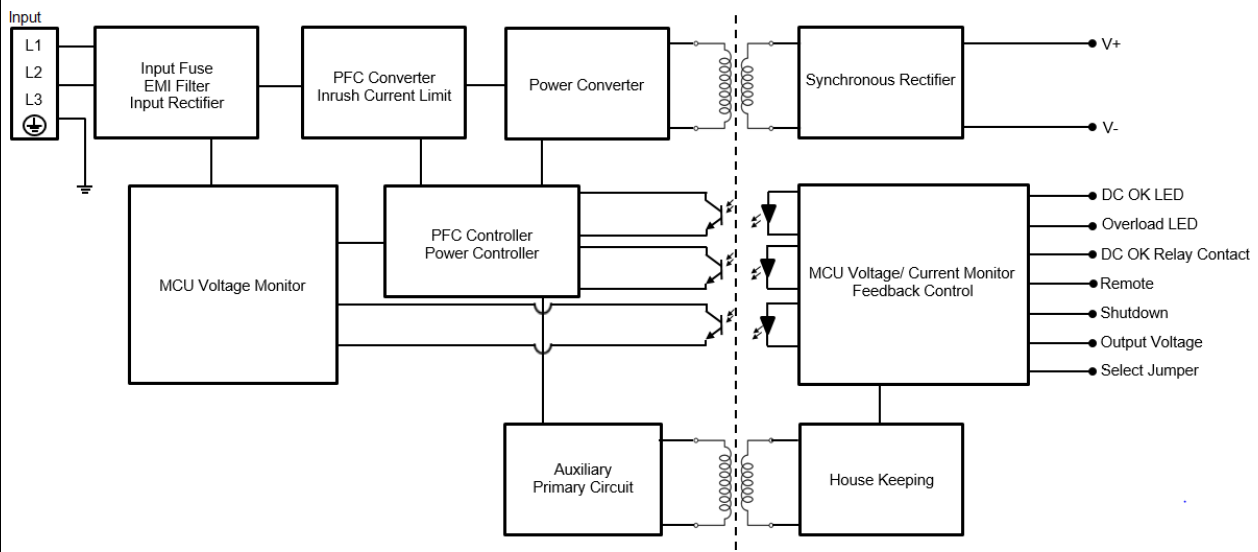 Input
L1
L2
L3
Input Fuse
EMI Filter
Input Rectifier
PFC Converter
Inrush Current Limit
Power Converter
Synchronous Rectifier
V+
V-
MCU Voltage Monitor
PFC Controller
Power Controller
MCU Voltage/ Current Monitor
Feedback Control
DC OK LED
Overload LED
DC OK Relay Contact
Remote
Shutdown
Output Voltage
Select Jumper
Auxiliary
Primary Circuit
House Keeping